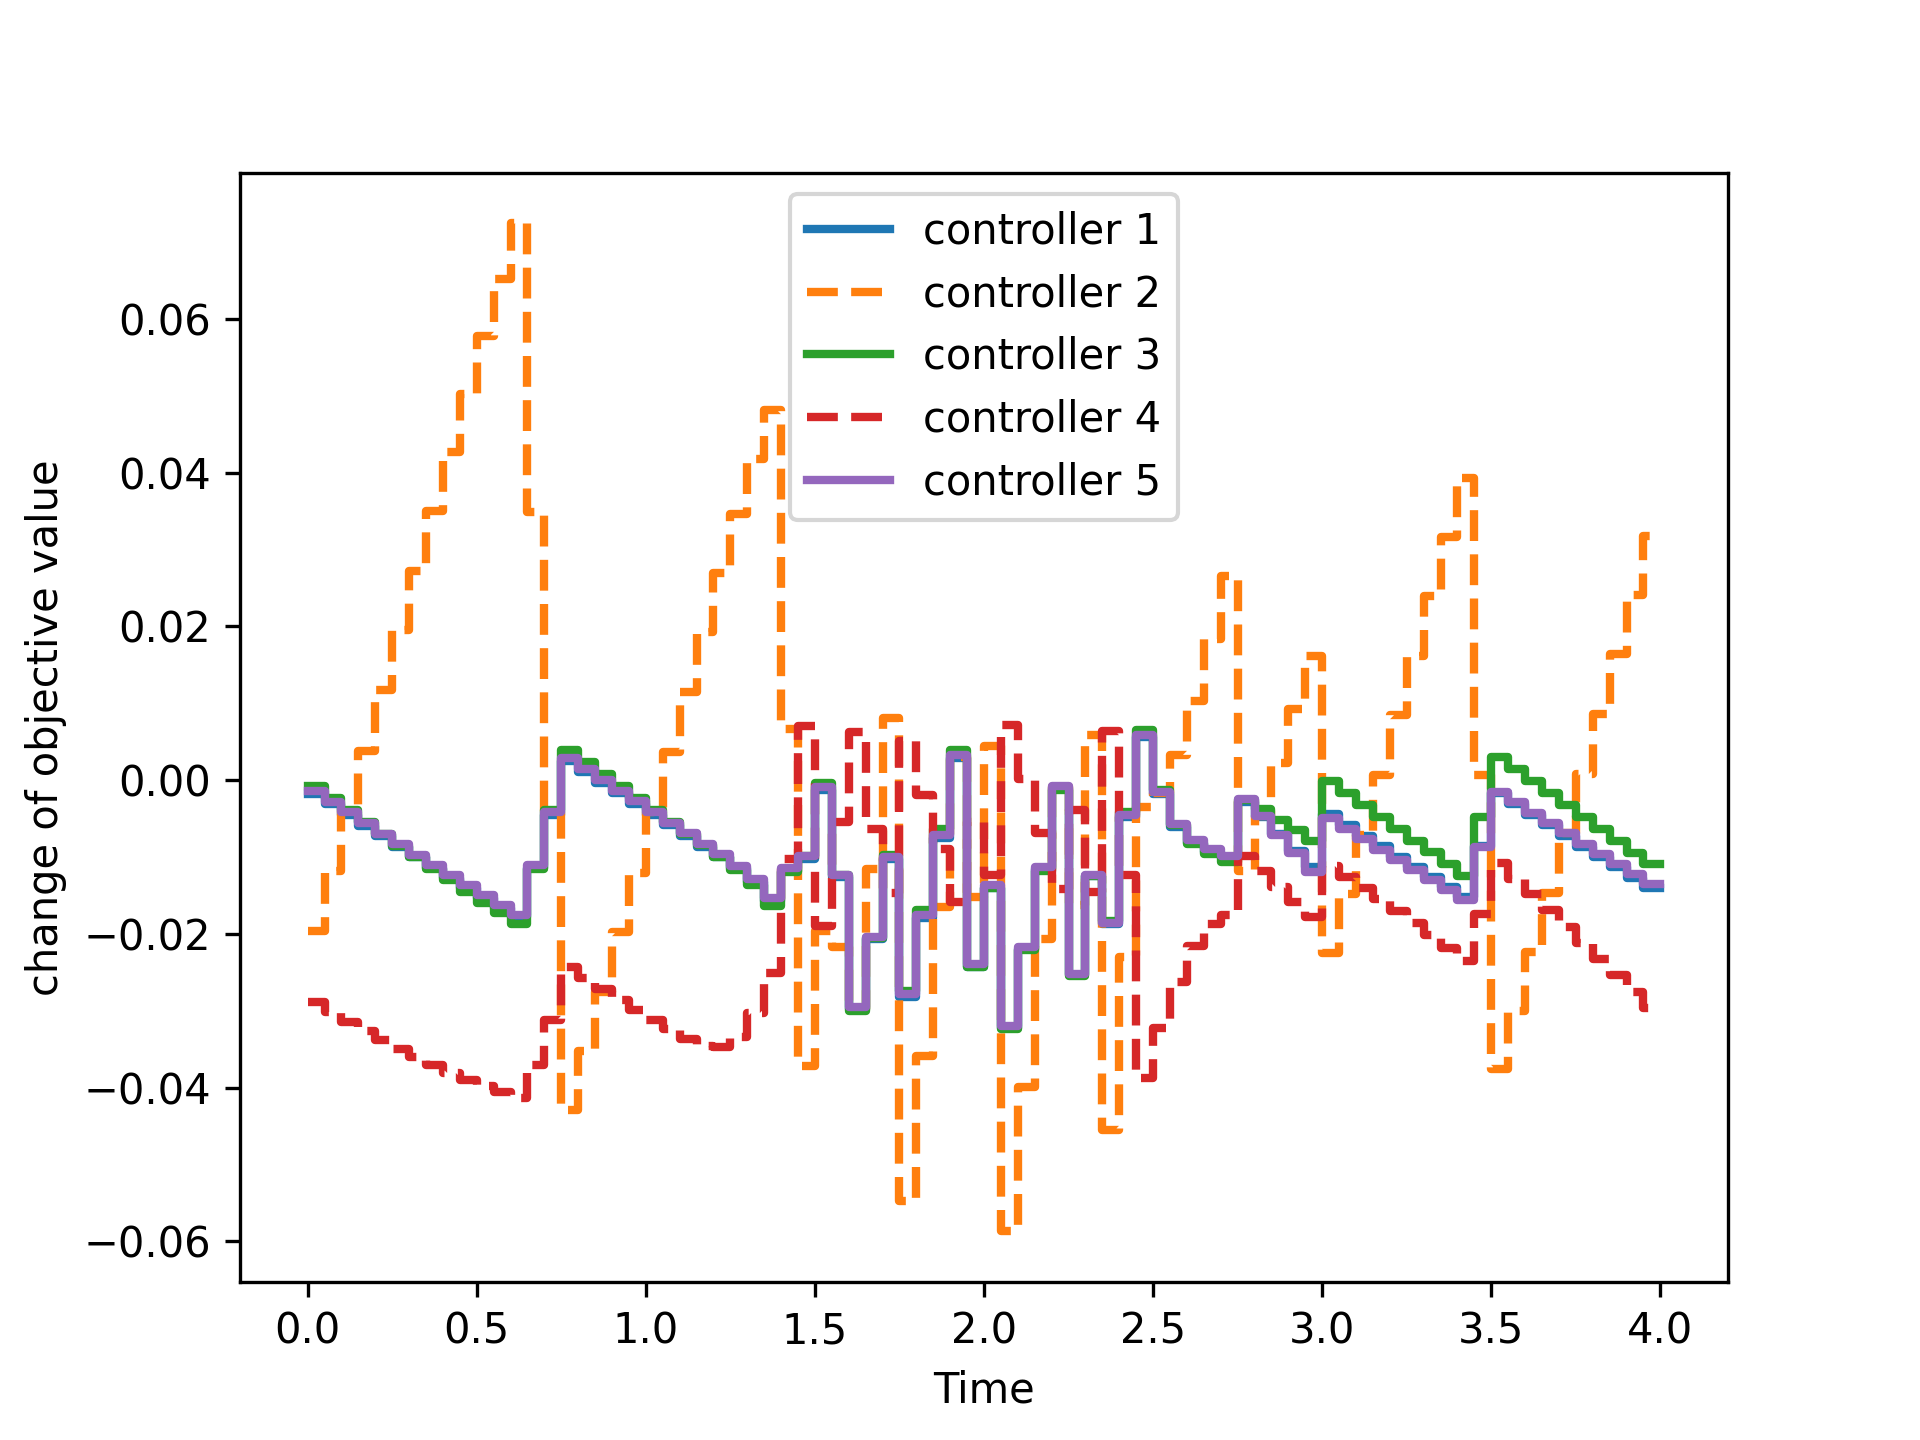 controller 1
controller 2
controller 3
controller 4
controller 5
change of objective value
0.06
0.04
0.02
0.00
−0.02
−0.04
−0.06
0.0 0.5 1.0 1.5 2.0 2.5 3.0 3.5 4.0
Time